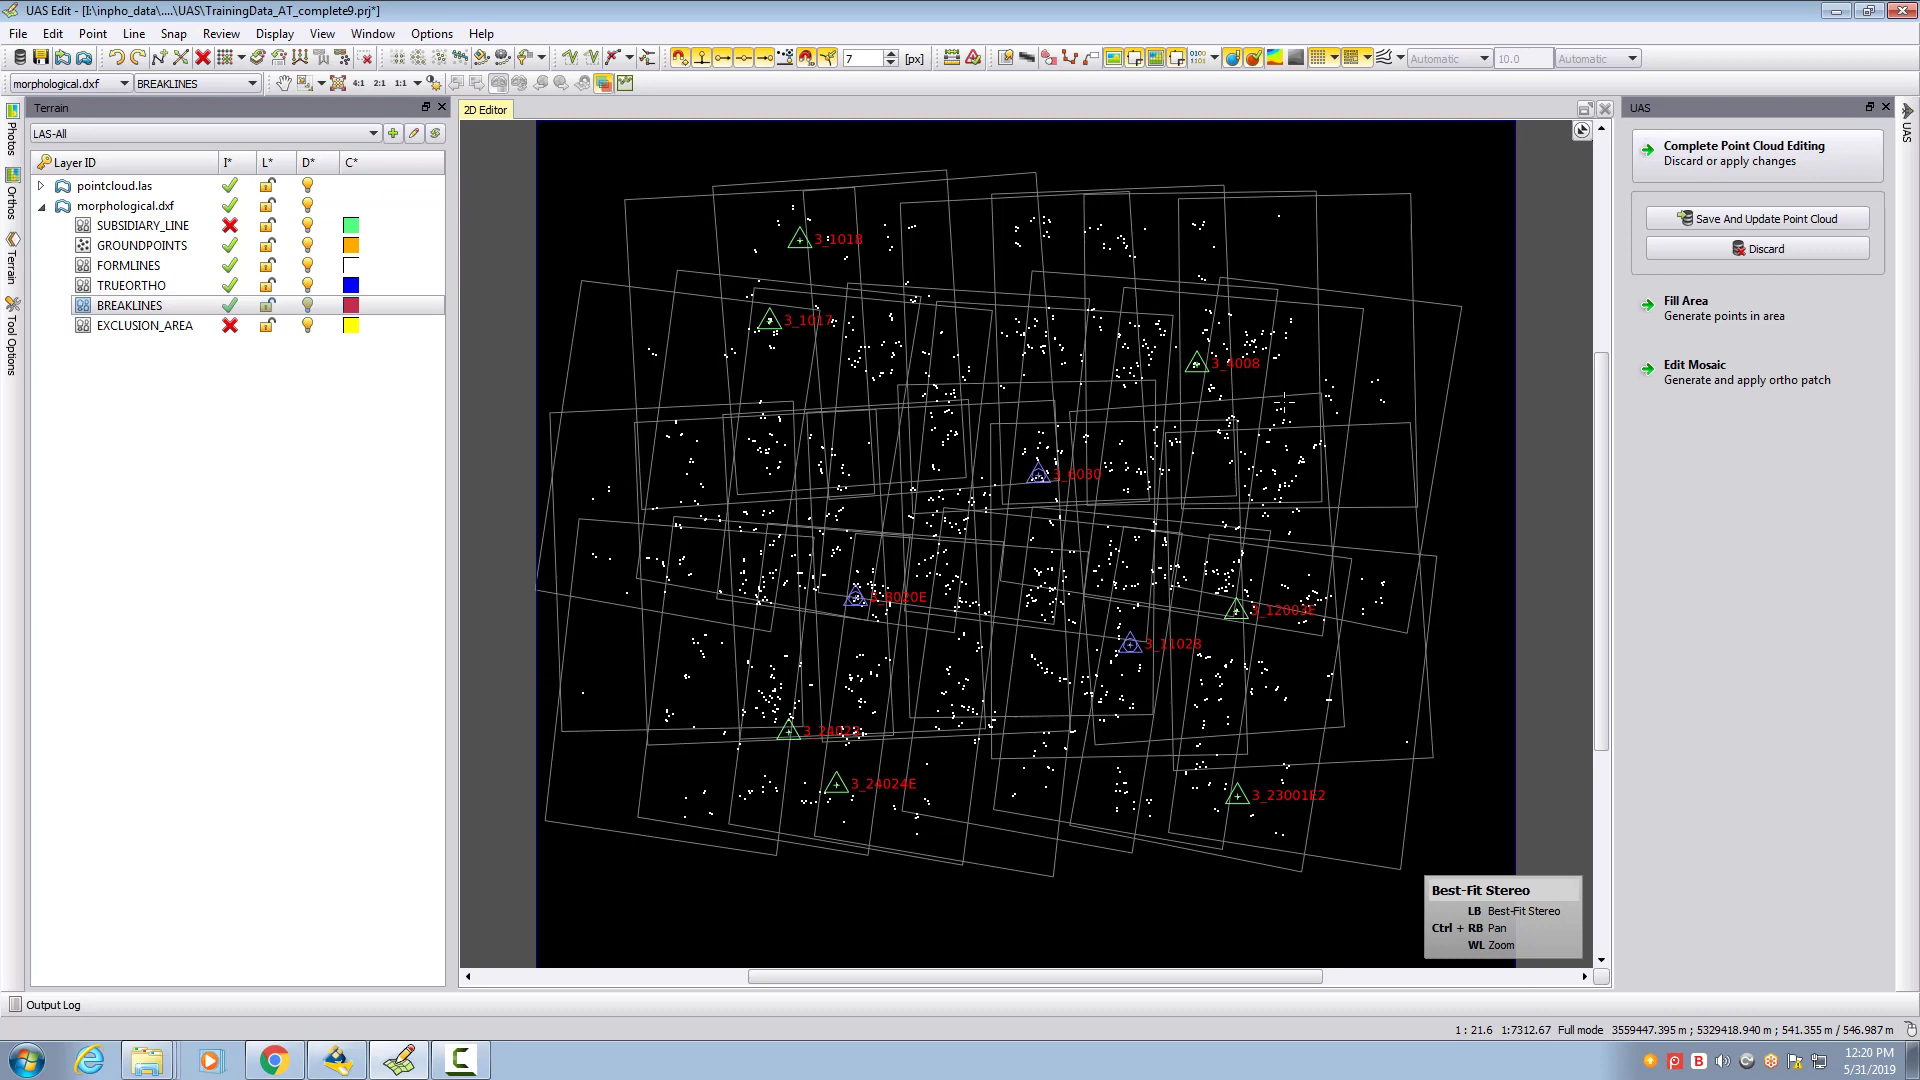 UAS Edit - [I:\inpho_data\....\UAS\TrainingData_AT_complete9.prj*]
File Edit Point Line Snap Review Display View Window Options Help
7 [px] Automatic 10.0 Automatic
morphological.dxf BREAKLINES 4:1 2:1 1:1
Terrain
2D Editor
UAS
Photos
Orthos
Terrain
Tool Options
LAS-All
Layer ID I* L* D* C*
pointcloud.las
morphological.dxf
SUBSIDIARY_LINE
GROUNDPOINTS
FORMLINES
TRUEORTHO
BREAKLINES
EXCLUSION_AREA
3_1018
3_1017
3_4008
3_6030
3_8020E
3_12003E
3_11028
3_24024E
3_23001E2
Best-Fit Stereo
LB Best-Fit Stereo
Ctrl + RB Pan
WL Zoom
Complete Point Cloud Editing
Discard or apply changes
Save And Update Point Cloud
Discard
Fill Area
Generate points in area
Edit Mosaic
Generate and apply ortho patch
UAS
Output Log
1 : 21.6 1:7312.67 Full mode 3559447.395 m ; 5329418.940 m ; 541.355 m / 546.987 m
12:20 PM
5/31/2019